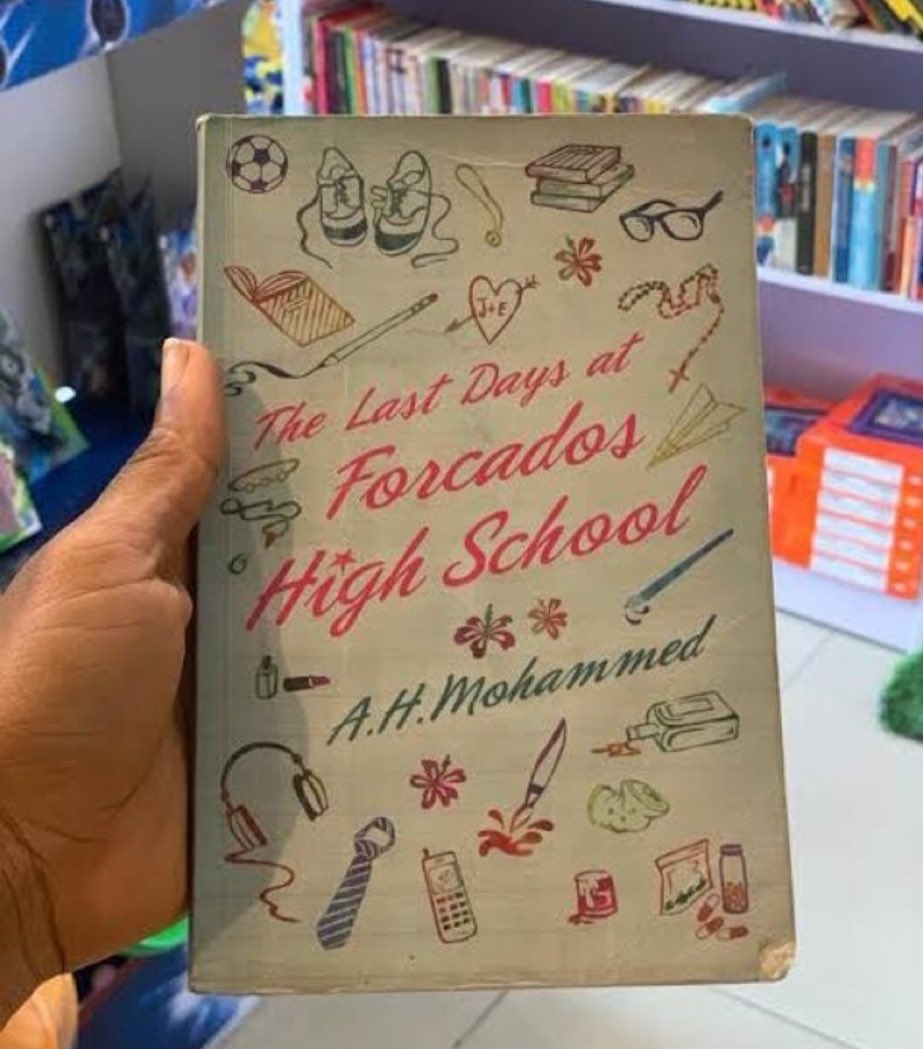 J+E
The Last Days at
Forcados
High School
A.H.Mohammed